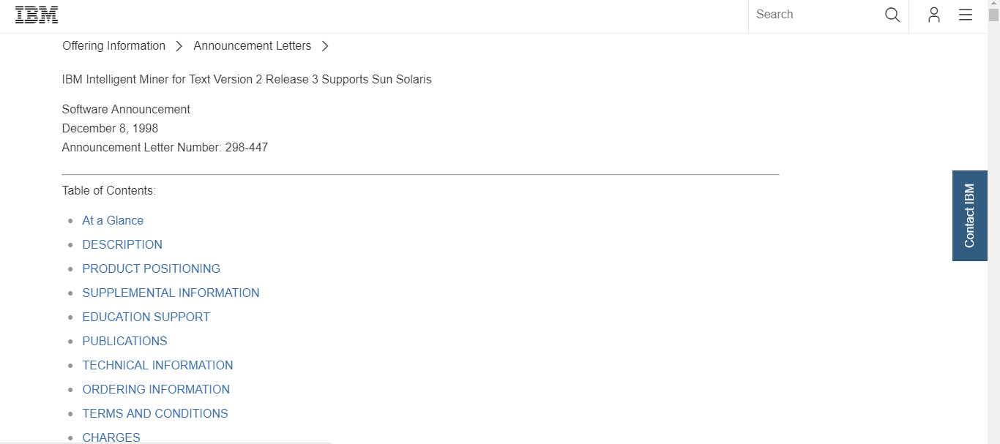 IBM
Search
Offering Information > Announcement Letters >
IBM Intelligent Miner for Text Version 2 Release 3 Supports Sun Solaris
Software Announcement
December 8, 1998
Announcement Letter Number: 298-447
Contact IBM
Table of Contents:
At a Glance
DESCRIPTION
PRODUCT POSITIONING
SUPPLEMENTAL INFORMATION
EDUCATION SUPPORT
PUBLICATIONS
TECHNICAL INFORMATION
ORDERING INFORMATION
TERMS AND CONDITIONS
CHARGES